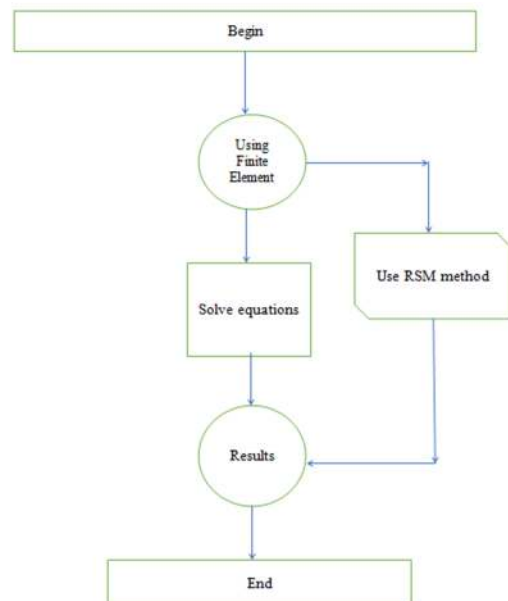 Begin
Using
Finite
Element
Use RSM method
Solve equations
Results
End